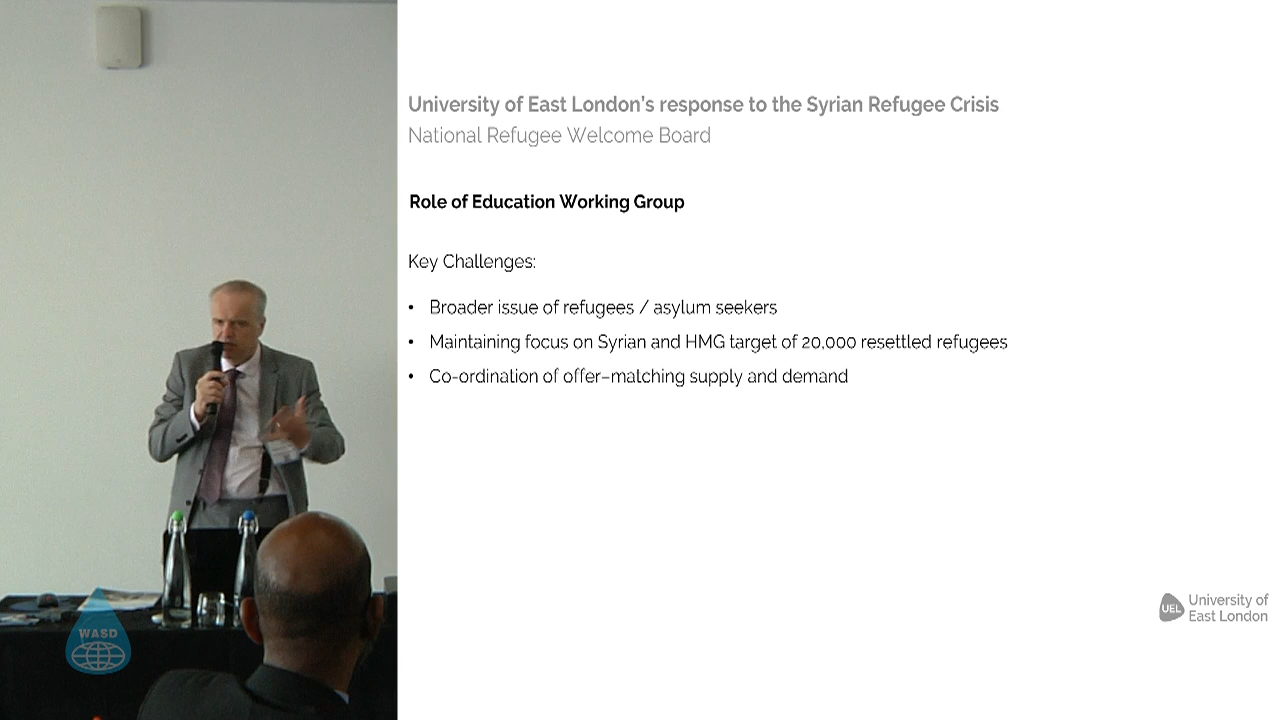 University of East London's response to the Syrian Refugee Crisis
National Refugee Welcome Board
Role of Education Working Group
Key Challenges:
• Broader issue of refugees / asylum seekers
• Maintaining focus on Syrian and HMG target of 20,000 resettled refugees
• Co-ordination of offer–matching supply and demand
WASD
UEL
University of
East London